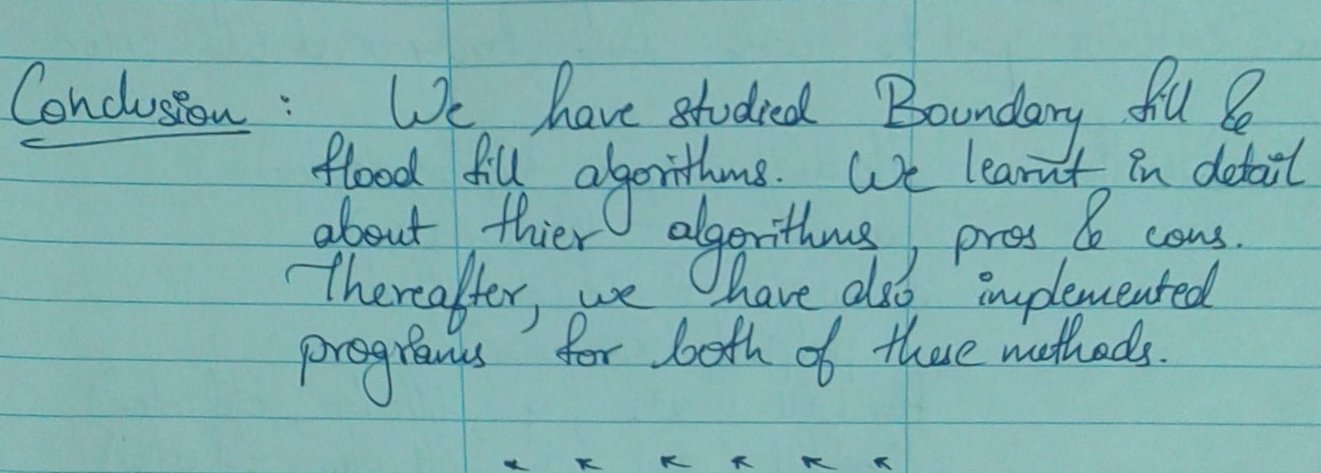 Conclusion : We have studied Boundary fill &
flood fill algorithms. We learnt in detail
about thier algorithms, pros & cons.
Thereafter, we have also implemented
programs for both of these methods.
* * * * * *